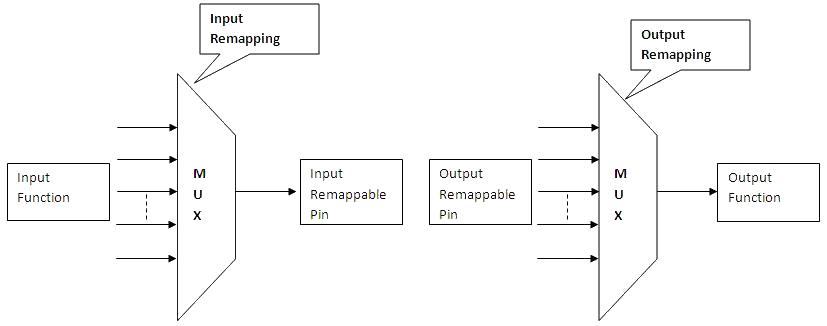 Input
Remapping
Input
Function
M
U
X
Input
Remappable
Pin
Output
Remapping
Output
Remappable
Pin
M
U
X
Output
Function